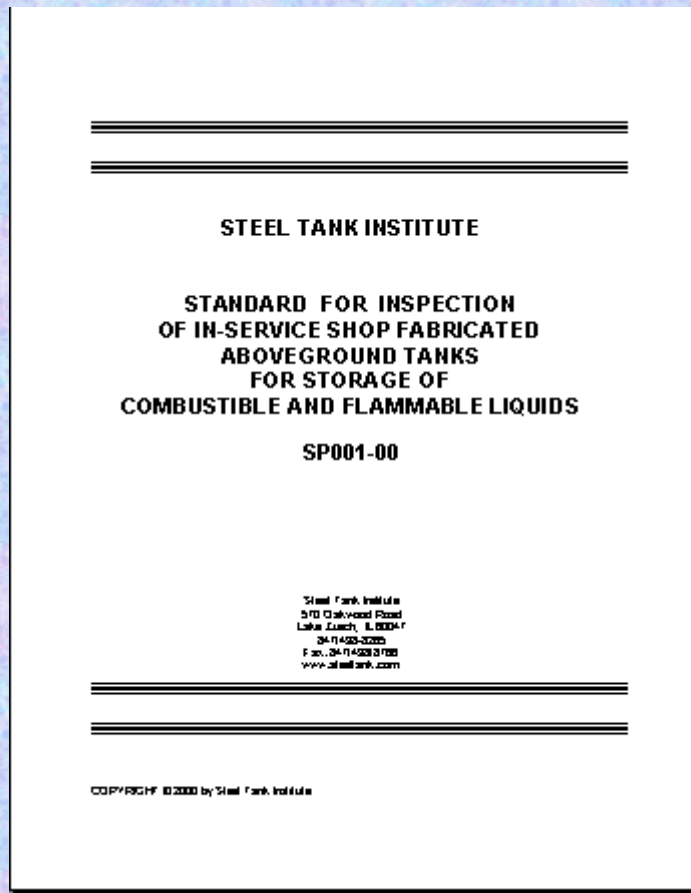 STEEL TANK INSTITUTE
STANDARD FOR INSPECTION
OF IN-SERVICE SHOP FABRICATED
ABOVEGROUND TANKS
FOR STORAGE OF
COMBUSTIBLE AND FLAMMABLE LIQUIDS
SP001-00
Steel Tank Institute
570 Oakwood Road
Lake Zurich, IL 60047
www.steeltank.com
COPYRIGHT © 2000 by Steel Tank Institute